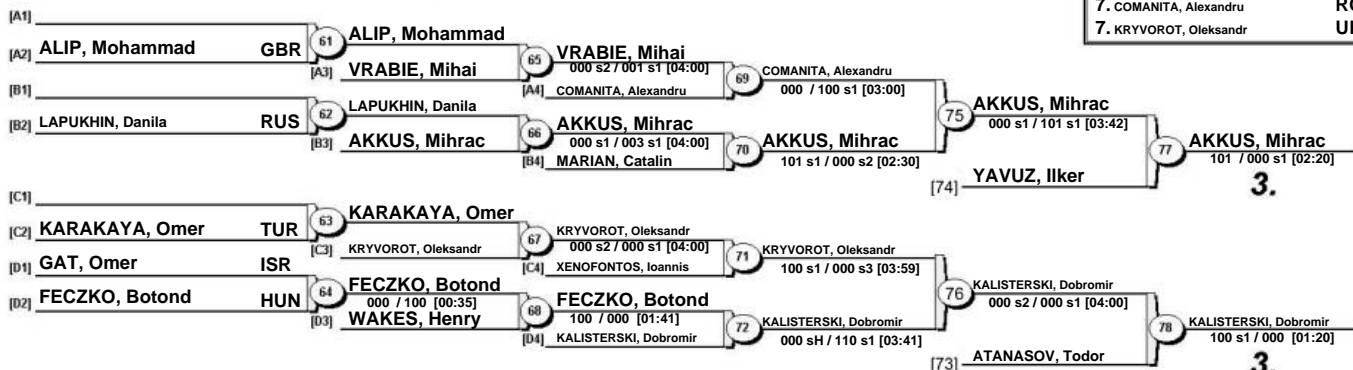 7. COMANITA, Alexandru
7. KRYVOROT, Oleksandr
[A1]
[A2] ALIP, Mohammad GBR
61
ALIP, Mohammad
[A3] VRABIE, Mihai
65
VRABIE, Mihai
000 s2 / 001 s1 [04:00]
[A4] COMANITA, Alexandru
69
COMANITA, Alexandru
000 / 100 s1 [03:00]
[B1]
[B2] LAPUKHIN, Danila RUS
62
LAPUKHIN, Danila
[B3] AKKUS, Mihrac
66
AKKUS, Mihrac
000 s1 / 003 s1 [04:00]
[B4] MARIAN, Catalin
70
AKKUS, Mihrac
101 s1 / 000 s2 [02:30]
75
AKKUS, Mihrac
000 s1 / 101 s1 [03:42]
[74] YAVUZ, Ilker
77
AKKUS, Mihrac
101 / 000 s1 [02:20]
3.
[C1]
[C2] KARAKAYA, Omer TUR
63
KARAKAYA, Omer
[C3] KRYVOROT, Oleksandr
67
KRYVOROT, Oleksandr
000 s2 / 000 s1 [04:00]
[C4] XENOFONTOS, Ioannis
71
KRYVOROT, Oleksandr
100 s1 / 000 s3 [03:59]
[D1] GAT, Omer ISR
[D2] FECZKO, Botond HUN
64
FECZKO, Botond
000 / 100 [00:35]
[D3] WAKES, Henry
68
FECZKO, Botond
100 / 000 [01:41]
[D4] KALISTERSKI, Dobromir
72
KALISTERSKI, Dobromir
000 sH / 110 s1 [03:41]
76
KALISTERSKI, Dobromir
000 s2 / 000 s1 [04:00]
[73] ATANASOV, Todor
78
KALISTERSKI, Dobromir
100 s1 / 000 [01:20]
3.